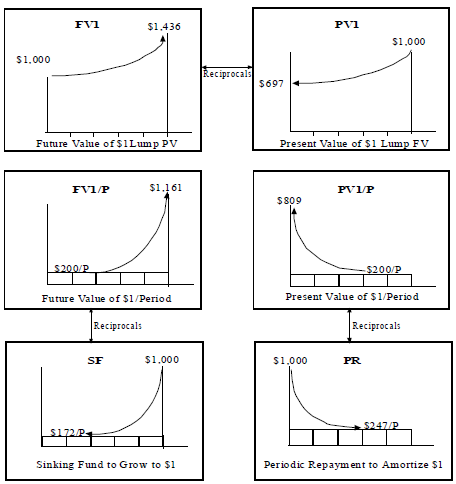 FV1
$1,436
$1,000
Future Value of $1 Lump PV
Reciprocals
PV1
$1,000
$697
Present Value of $1 Lump FV
FV1/P
$1,161
$200/P
Future Value of $1/Period
PV1/P
$809
$200/P
Present Value of $1/Period
Reciprocals
Reciprocals
SF
$1,000
$172/P
Sinking Fund to Grow to $1
$1,000
PR
$247/P
Periodic Repayment to Amortize $1